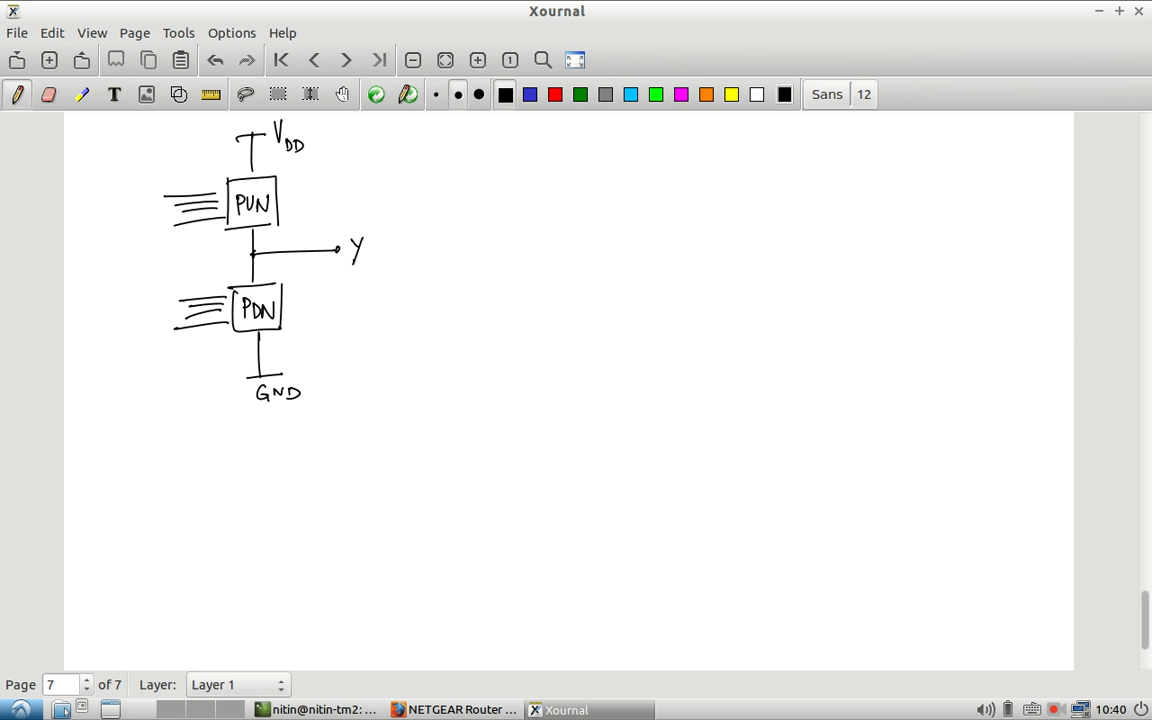 Xournal
File Edit View Page Tools Options Help
Sans 12
VDD
PUN
Y
PDN
GND
Page 7 of 7 Layer: Layer 1
nitin@nitin-tm2: ... NETGEAR Router ... Xournal 10:40